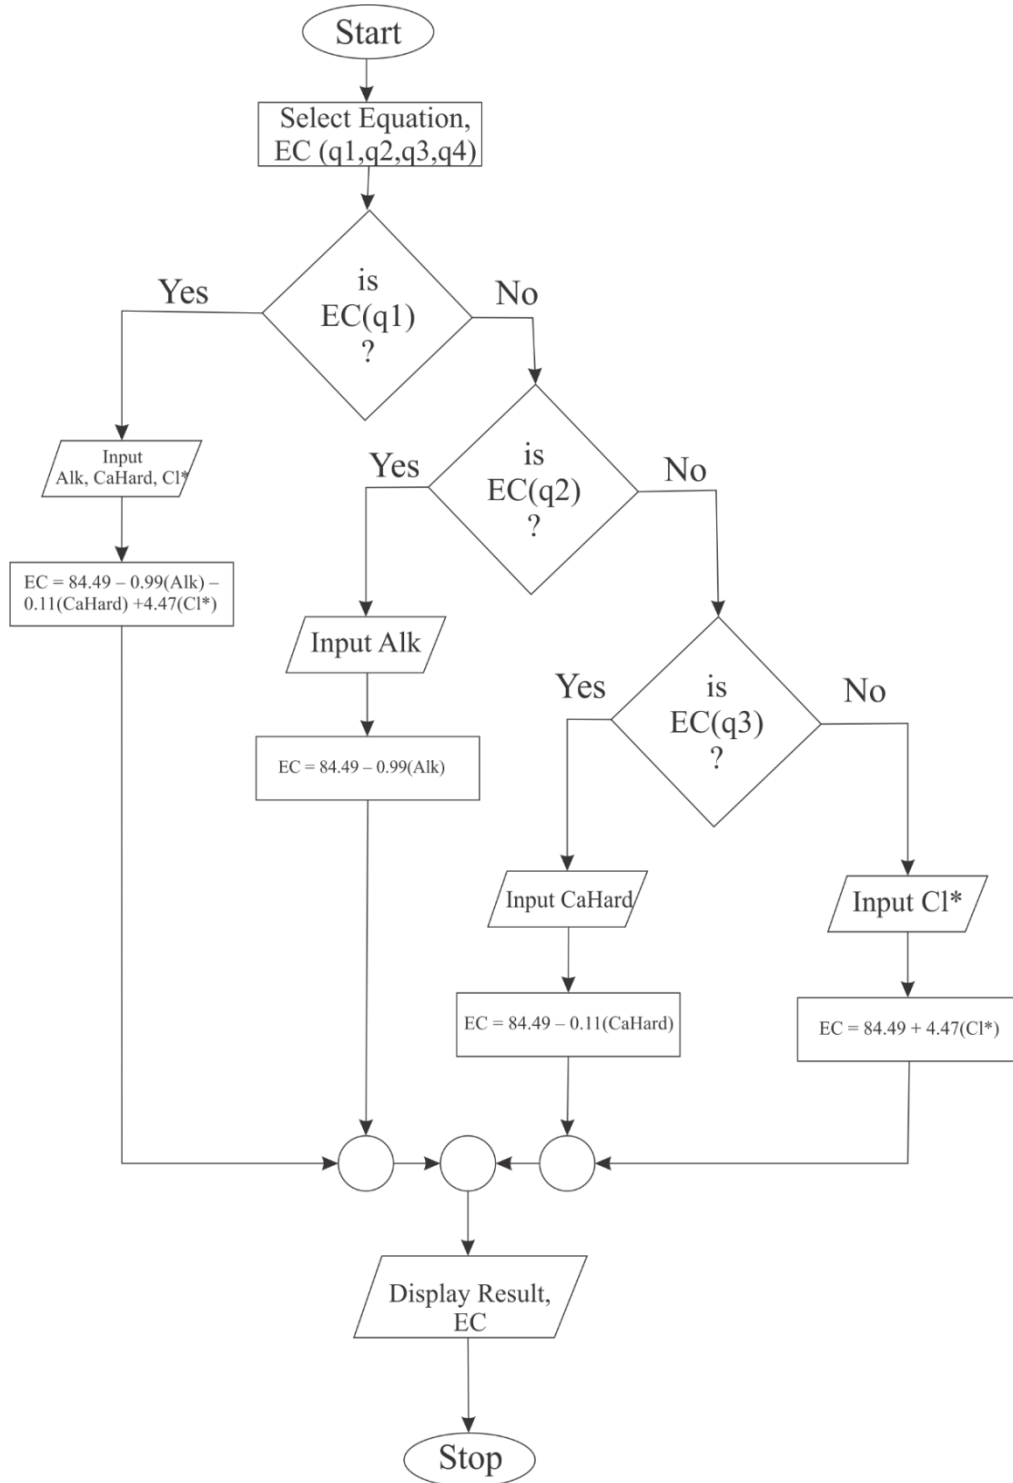 Start
Select Equation,
EC (q1,q2,q3,q4)
is
EC(q1)
?
Yes
No
Input
Alk, CaHard, Cl*
EC = 84.49 – 0.99(Alk) –
0.11(CaHard) +4.47(Cl*)
is
EC(q2)
?
Yes
No
Input Alk
EC = 84.49 – 0.99(Alk)
is
EC(q3)
?
Yes
No
Input CaHard
EC = 84.49 – 0.11(CaHard)
Input Cl*
EC = 84.49 + 4.47(Cl*)
Display Result,
EC
Stop